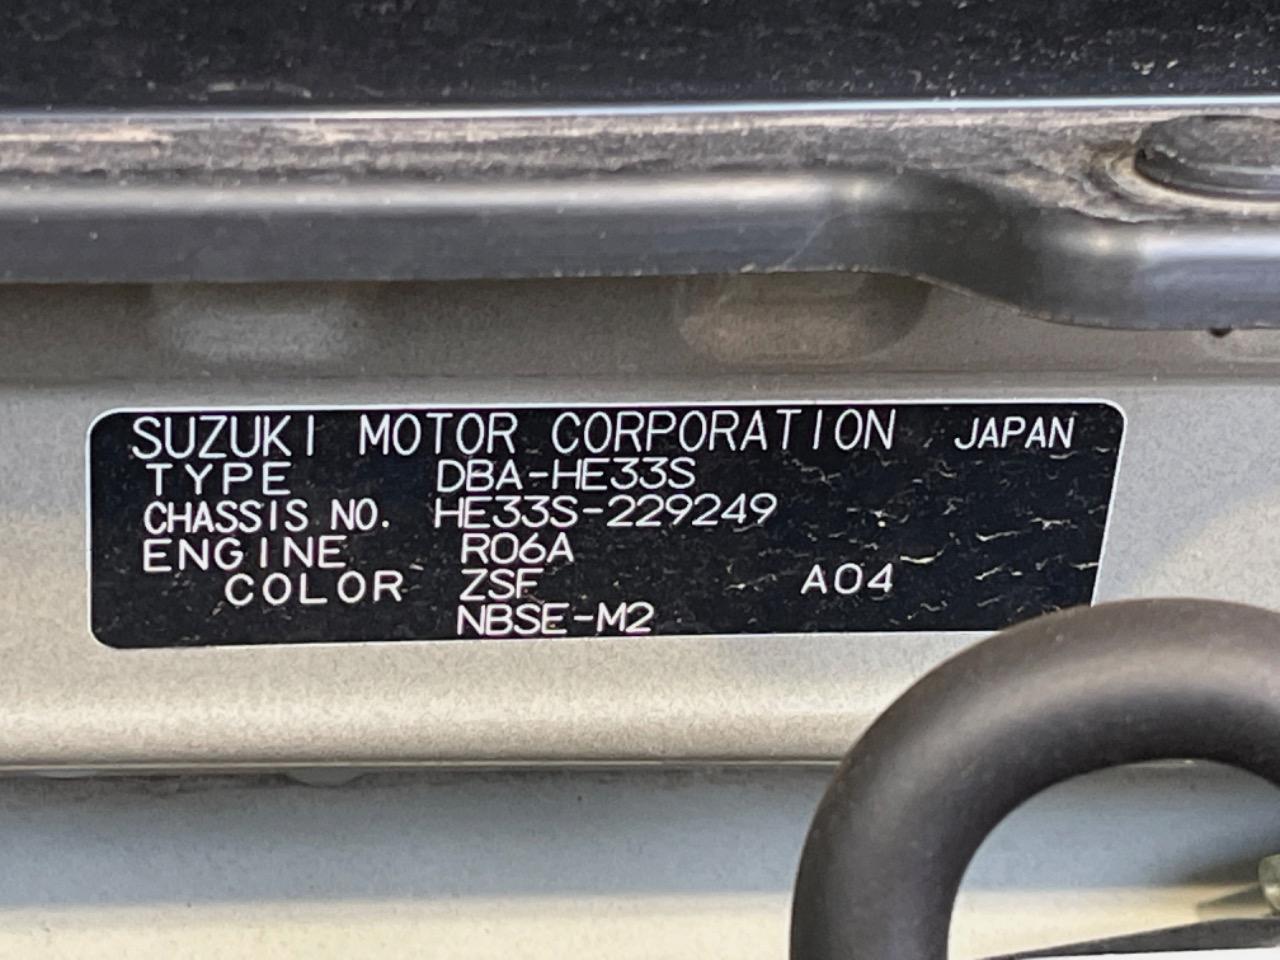 SUZUKI MOTOR CORPORATION JAPAN
TYPE DBA-HE33S
CHASSIS NO. HE33S-229249
ENGINE R06A
COLOR ZSF A04
NBSE-M2